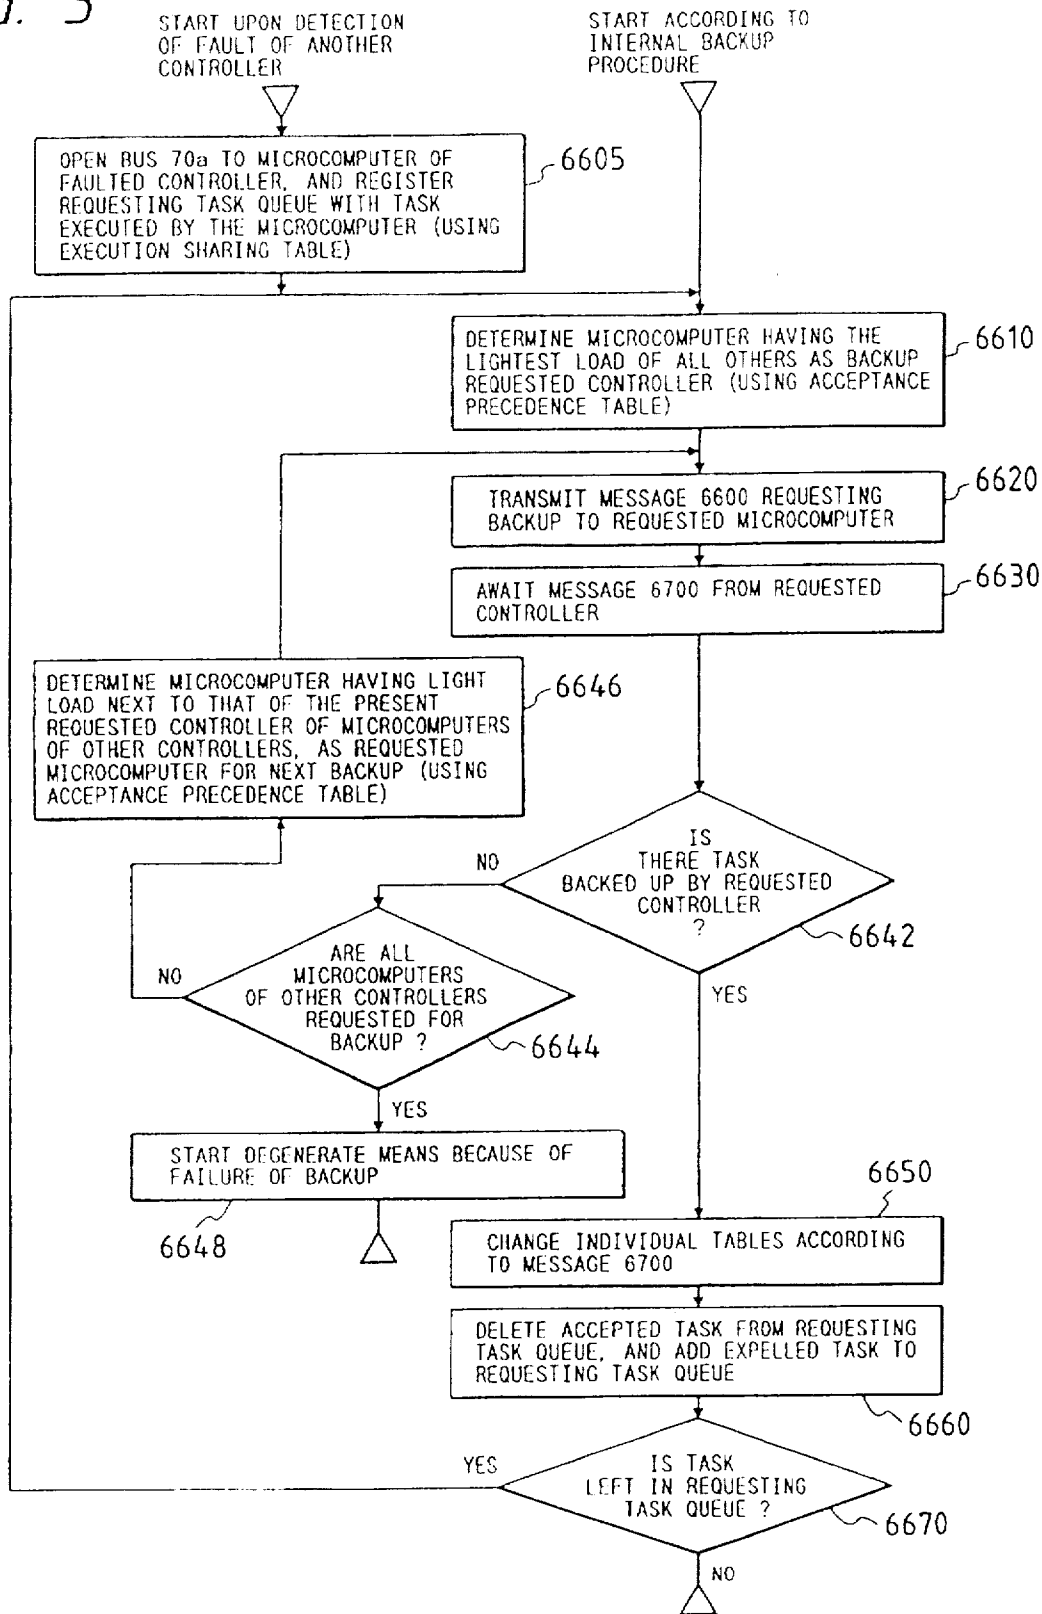 START UPON DETECTION
OF FAULT OF ANOTHER
CONTROLLER
START ACCORDING TO
INTERNAL BACKUP
PROCEDURE
OPEN BUS 70a TO MICROCOMPUTER OF
FAULTED CONTROLLER, AND REGISTER
REQUESTING TASK QUEUE WITH TASK
EXECUTED BY THE MICROCOMPUTER (USING
EXECUTION SHARING TABLE)
6605
DETERMINE MICROCOMPUTER HAVING THE
LIGHTEST LOAD OF ALL OTHERS AS BACKUP
REQUESTED CONTROLLER (USING ACCEPTANCE
PRECEDENCE TABLE)
6610
TRANSMIT MESSAGE 6600 REQUESTING
BACKUP TO REQUESTED MICROCOMPUTER
6620
AWAIT MESSAGE 6700 FROM REQUESTED
CONTROLLER
6630
DETERMINE MICROCOMPUTER HAVING LIGHT
LOAD NEXT TO THAT OF THE PRESENT
REQUESTED CONTROLLER OF MICROCOMPUTERS
OF OTHER CONTROLLERS, AS REQUESTED
MICROCOMPUTER FOR NEXT BACKUP (USING
ACCEPTANCE PRECEDENCE TABLE)
6646
IS
THERE TASK
BACKED UP BY REQUESTED
CONTROLLER
?
NO
6642
YES
ARE ALL
MICROCOMPUTERS
OF OTHER CONTROLLERS
REQUESTED FOR
BACKUP ?
NO
6644
YES
START DEGENERATE MEANS BECAUSE OF
FAILURE OF BACKUP
6648
6650
CHANGE INDIVIDUAL TABLES ACCORDING
TO MESSAGE 6700
DELETE ACCEPTED TASK FROM REQUESTING
TASK QUEUE, AND ADD EXPELLED TASK TO
REQUESTING TASK QUEUE
6660
YES
IS TASK
LEFT IN REQUESTING
TASK QUEUE ?
6670
NO